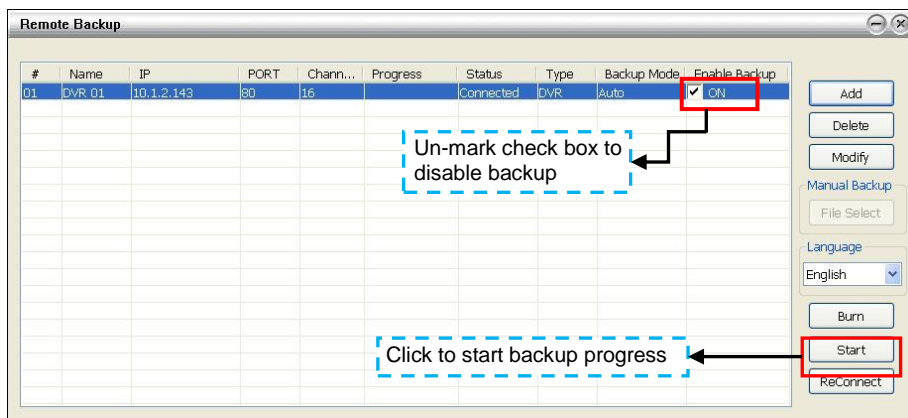 Remote Backup
# Name IP PORT Chann... Progress Status Type Backup Mode Enable Backup
01 DVR 01 10.1.2.143 80 16 Connected DVR Auto ON
Add
Delete
Un-mark check box to
disable backup
Modify
Manual Backup
File Select
Language
English
Burn
Click to start backup progress
Start
ReConnect